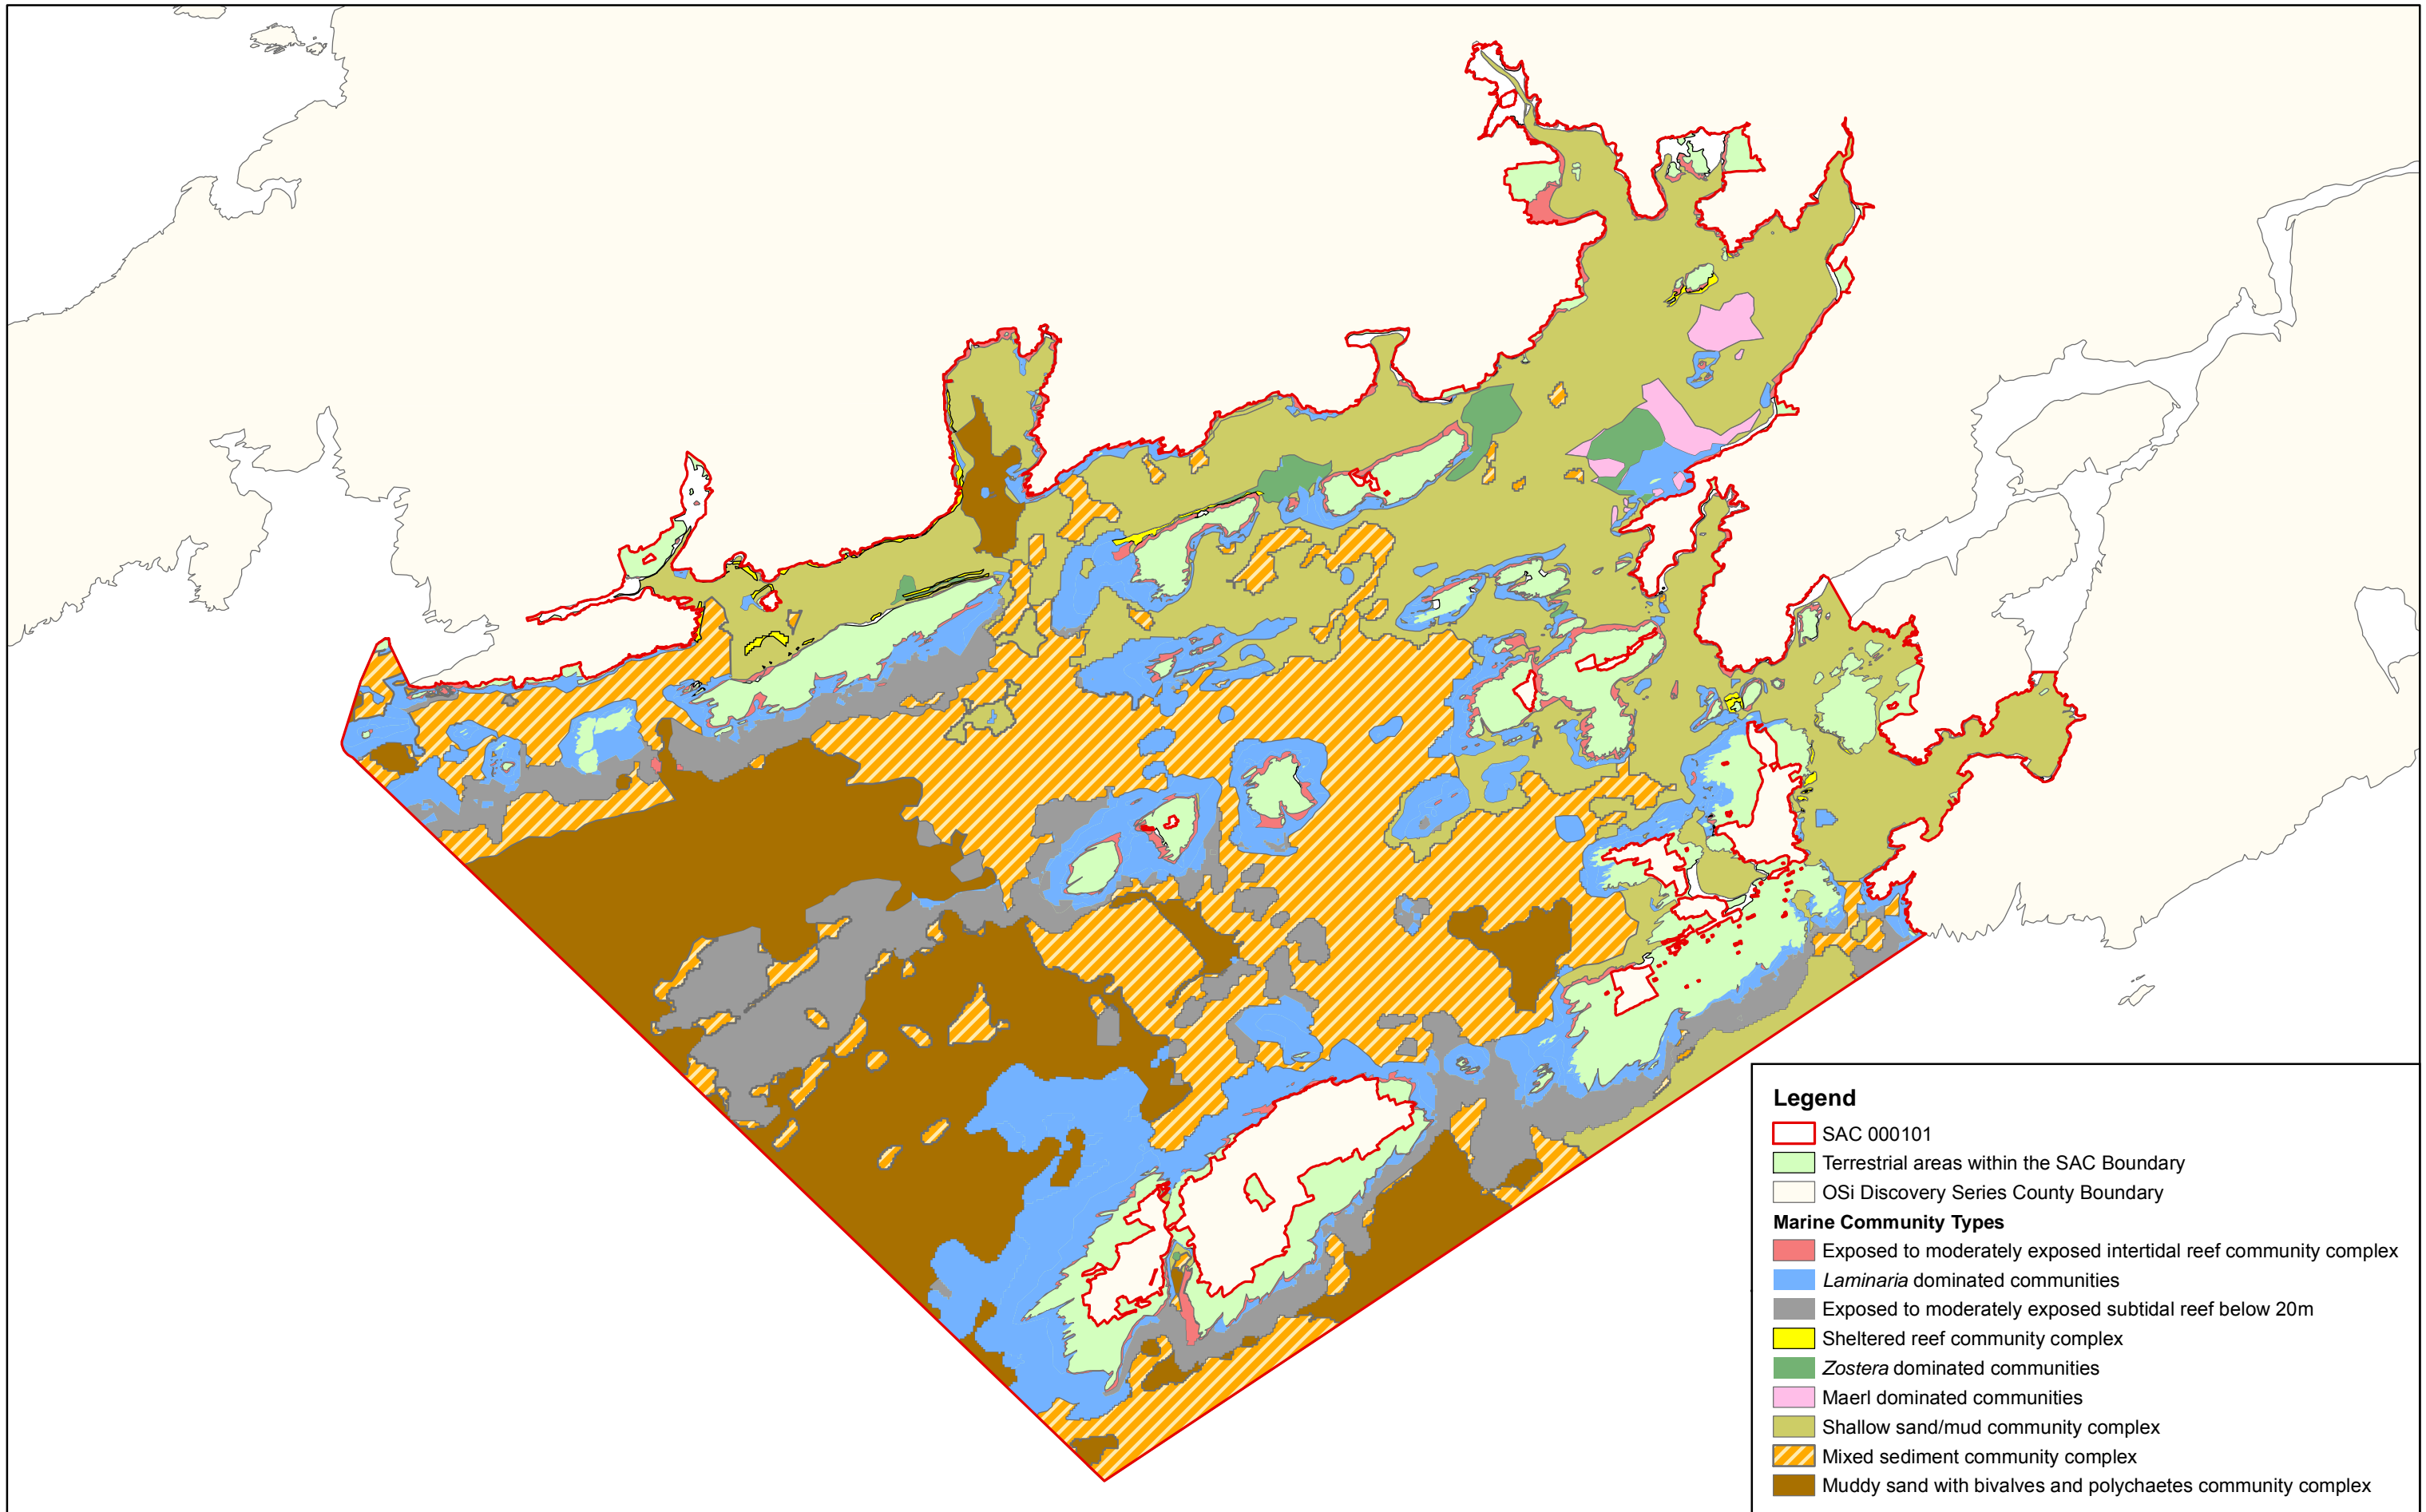 Legend
SAC 000101
Terrestrial areas within the SAC Boundary
OSi Discovery Series County Boundary
Marine Community Types
Exposed to moderately exposed intertidal reef community complex
Laminaria dominated communities
Exposed to moderately exposed subtidal reef below 20m
Sheltered reef community complex
Zostera dominated communities
Maerl dominated communities
Shallow sand/mud community complex
Mixed sediment community complex
Muddy sand with bivalves and polychaetes community complex